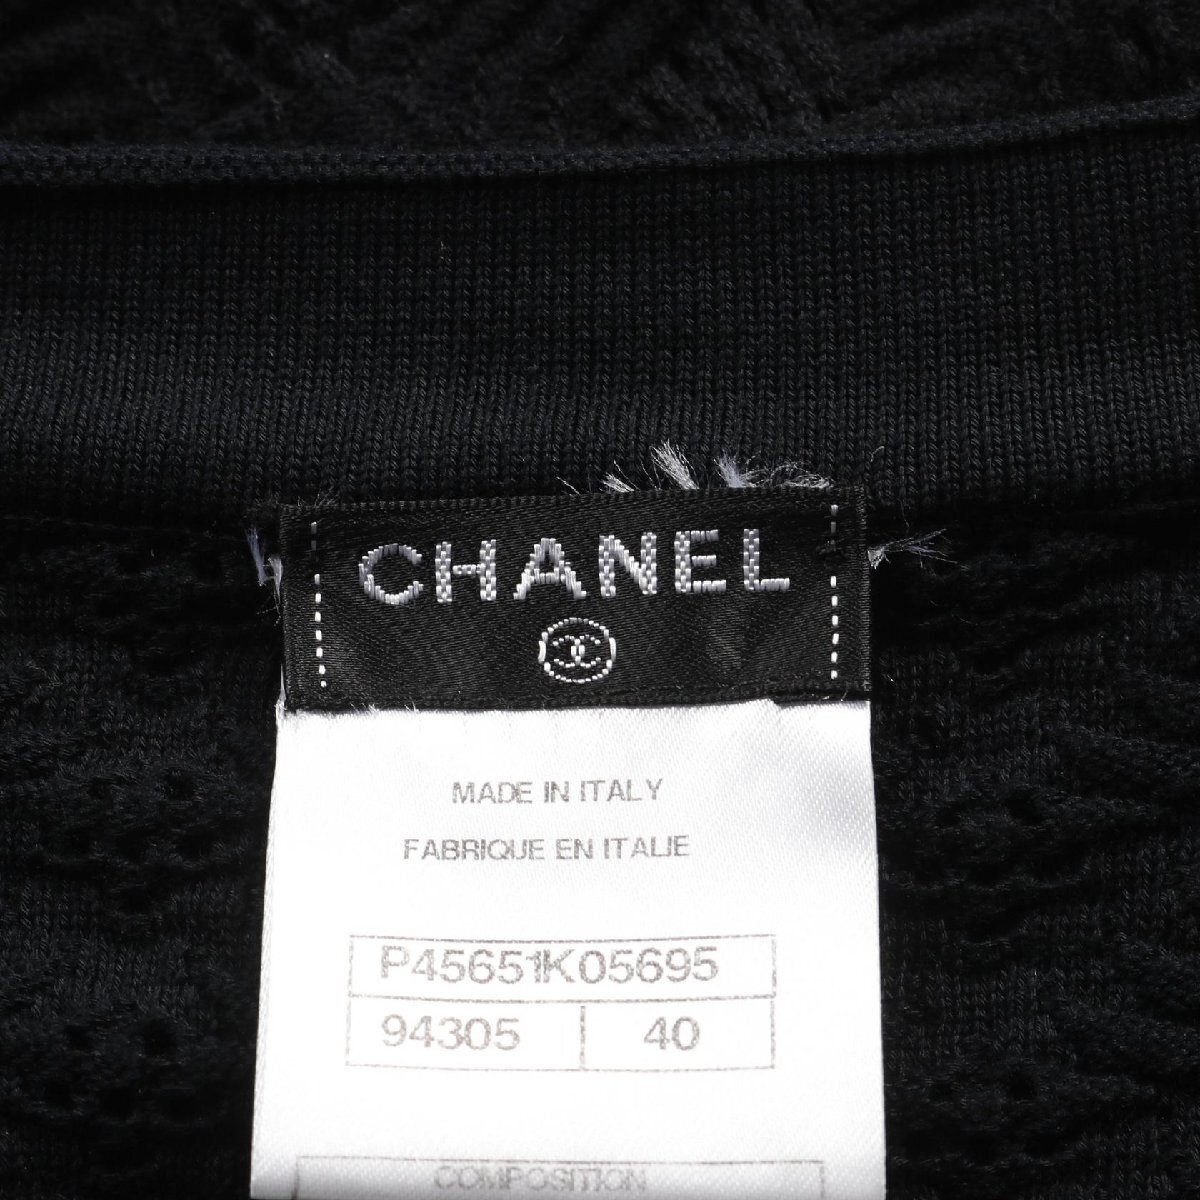 CHANEL
MADE IN ITALY
FABRIQUE EN ITALIE
P45651K05695
94305 40
COMPOSITION